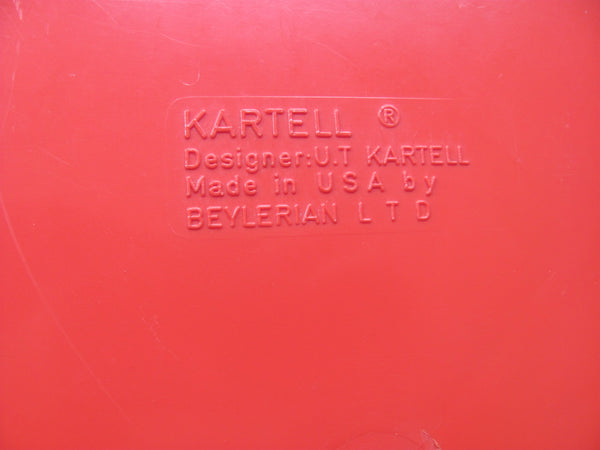 KARTELL ®
Designer:U.T KARTELL
Made in USA by
BEYLERIAN LTD